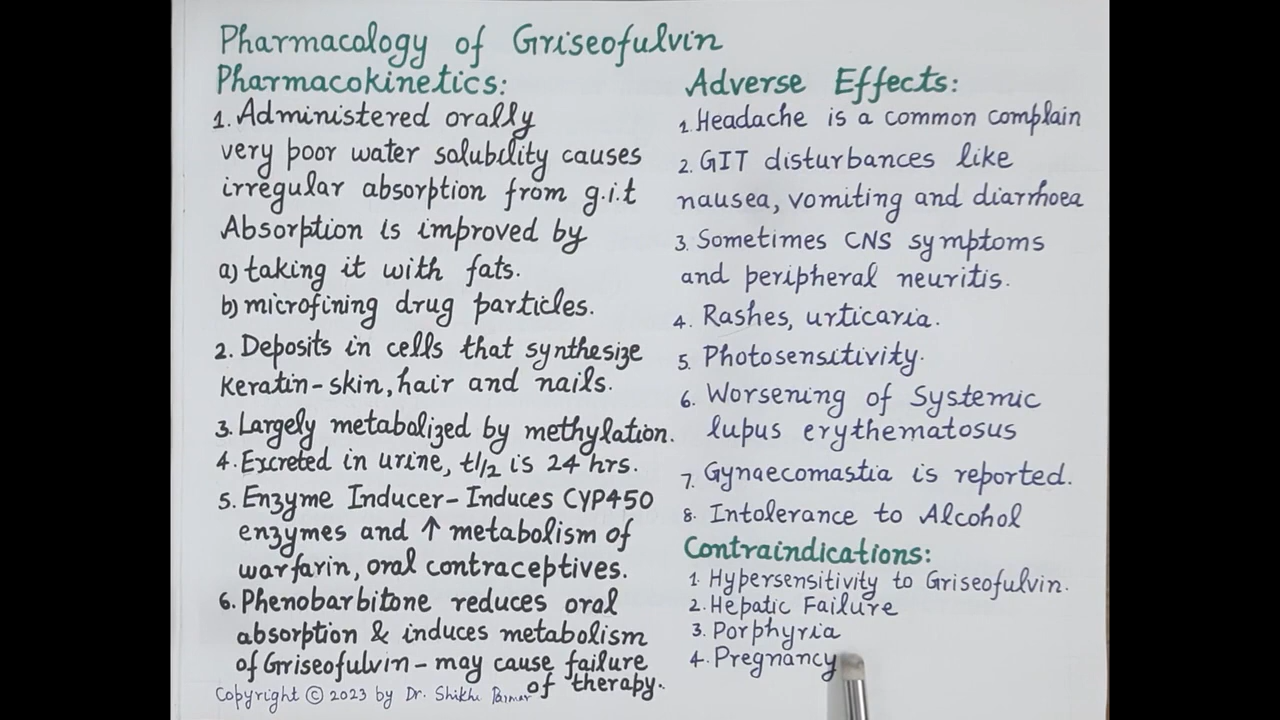 Pharmacology of Griseofulvin
Pharmacokinetics:
1. Administered orally
very poor water solubility causes
irregular absorption from g.i.t
Absorption is improved by
a) taking it with fats.
b) microfining drug particles.
2. Deposits in cells that synthesize
keratin-skin, hair and nails.
3. Largely metabolized by methylation.
4. Excreted in urine, t1/2 is 24 hrs.
5. Enzyme Inducer- Induces CYP450
enzymes and ↑ metabolism of
warfarin, oral contraceptives.
6. Phenobarbitone reduces oral
absorption & induces metabolism
of Griseofulvin - may cause failure
of therapy.
Copyright © 2023 by Dr. Shikha Parmar
Adverse Effects:
1. Headache is a common complain
2. GIT disturbances like
nausea, vomiting and diarrhoea
3. Sometimes CNS symptoms
and peripheral neuritis.
4. Rashes, urticaria.
5. Photosensitivity.
6. Worsening of Systemic
lupus erythematosus
7. Gynaecomastia is reported.
8. Intolerance to Alcohol
Contraindications:
1. Hypersensitivity to Griseofulvin.
2. Hepatic Failure
3. Porphyria
4. Pregnancy